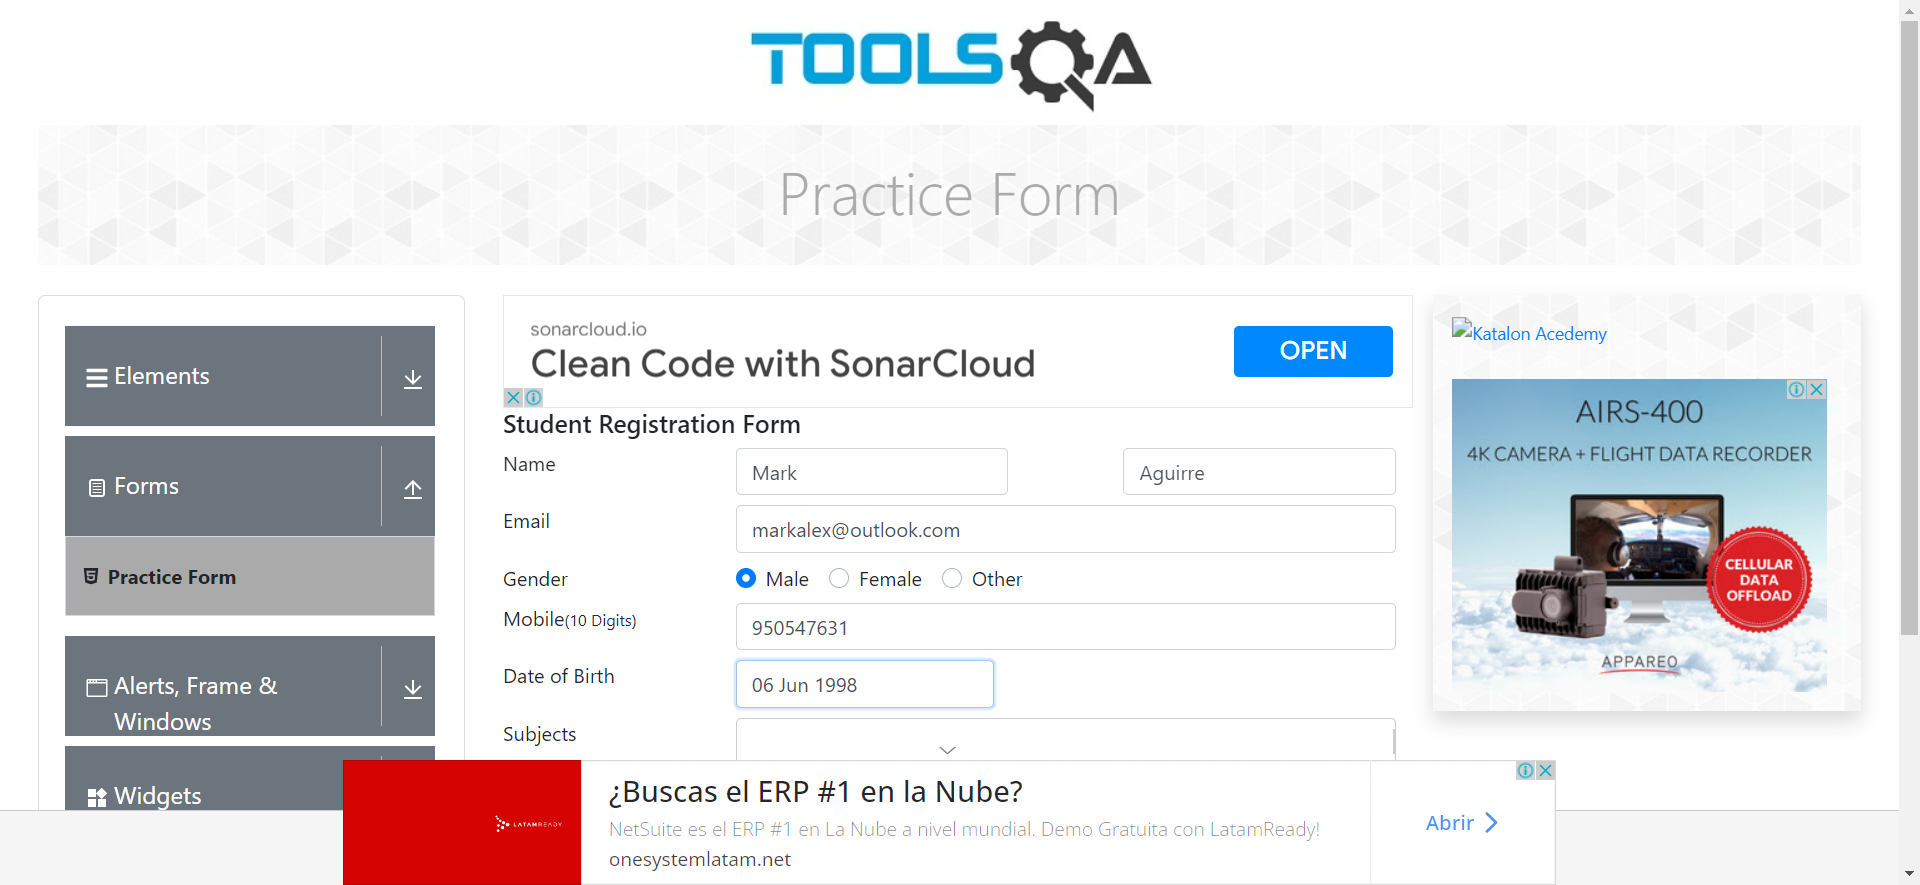 TOOLSQA
Practice Form
Elements
Forms
Practice Form
Alerts, Frame &
Windows
Widgets
sonarcloud.io
Clean Code with SonarCloud
OPEN
Student Registration Form
Name
Mark
Aguirre
Email
markalex@outlook.com
Gender
Male
Female
Other
Mobile(10 Digits)
950547631
Date of Birth
06 Jun 1998
Subjects
Katalon Acedemy
AIRS-400
4K CAMERA + FLIGHT DATA RECORDER
CELLULAR
DATA
OFFLOAD
APPAREO
LATAMREADY
¿Buscas el ERP #1 en la Nube?
NetSuite es el ERP #1 en La Nube a nivel mundial. Demo Gratuita con LatamReady!
onesystemlatam.net
Abrir